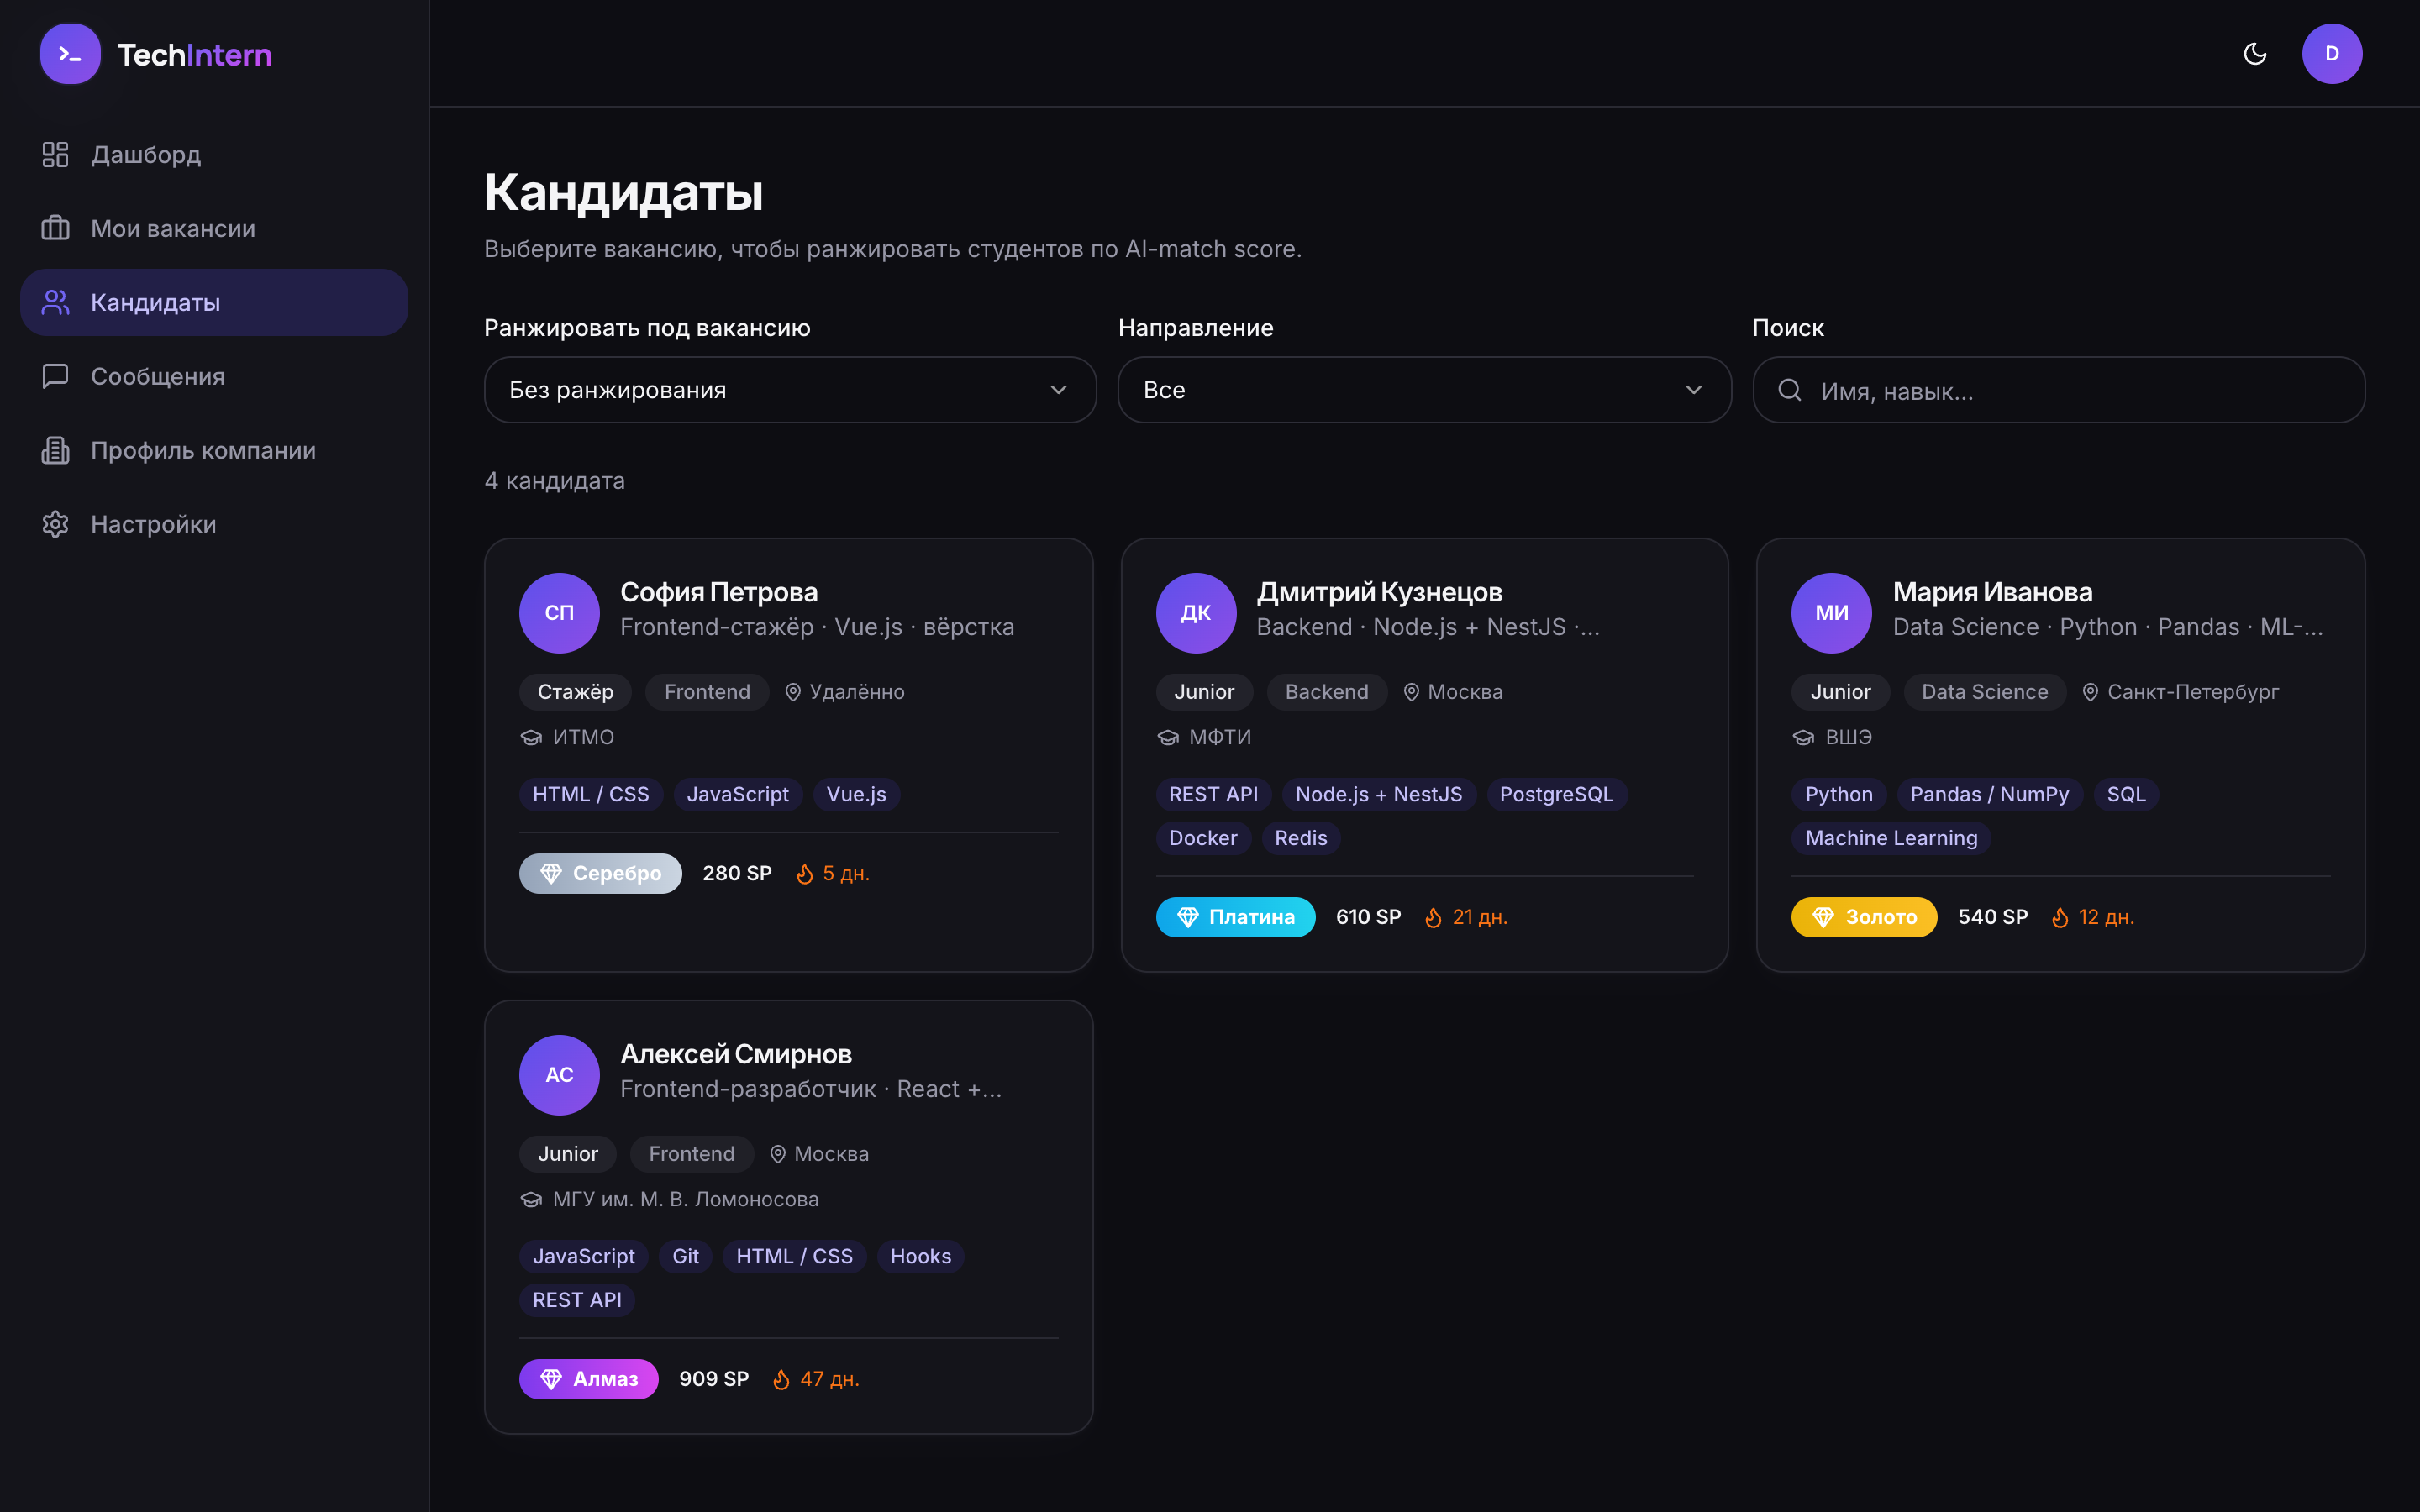 TechIntern
D
Дашборд
Мои вакансии
Кандидаты
Сообщения
Профиль компании
Настройки
Кандидаты
Выберите вакансию, чтобы ранжировать студентов по AI-match score.
Ранжировать под вакансию
Без ранжирования
Направление
Все
Поиск
Имя, навык...
4 кандидата
СП
София Петрова
Frontend-стажёр · Vue.js · вёрстка
Стажёр Frontend Удалённо
ИТМО
HTML / CSS JavaScript Vue.js
Серебро 280 SP 5 дн.
ДК
Дмитрий Кузнецов
Backend · Node.js + NestJS ·...
Junior Backend Москва
МФТИ
REST API Node.js + NestJS PostgreSQL
Docker Redis
Платина 610 SP 21 дн.
МИ
Мария Иванова
Data Science · Python · Pandas · ML-...
Junior Data Science Санкт-Петербург
ВШЭ
Python Pandas / NumPy SQL
Machine Learning
Золото 540 SP 12 дн.
АС
Алексей Смирнов
Frontend-разработчик · React +...
Junior Frontend Москва
МГУ им. М. В. Ломоносова
JavaScript Git HTML / CSS Hooks
REST API
Алмаз 909 SP 47 дн.